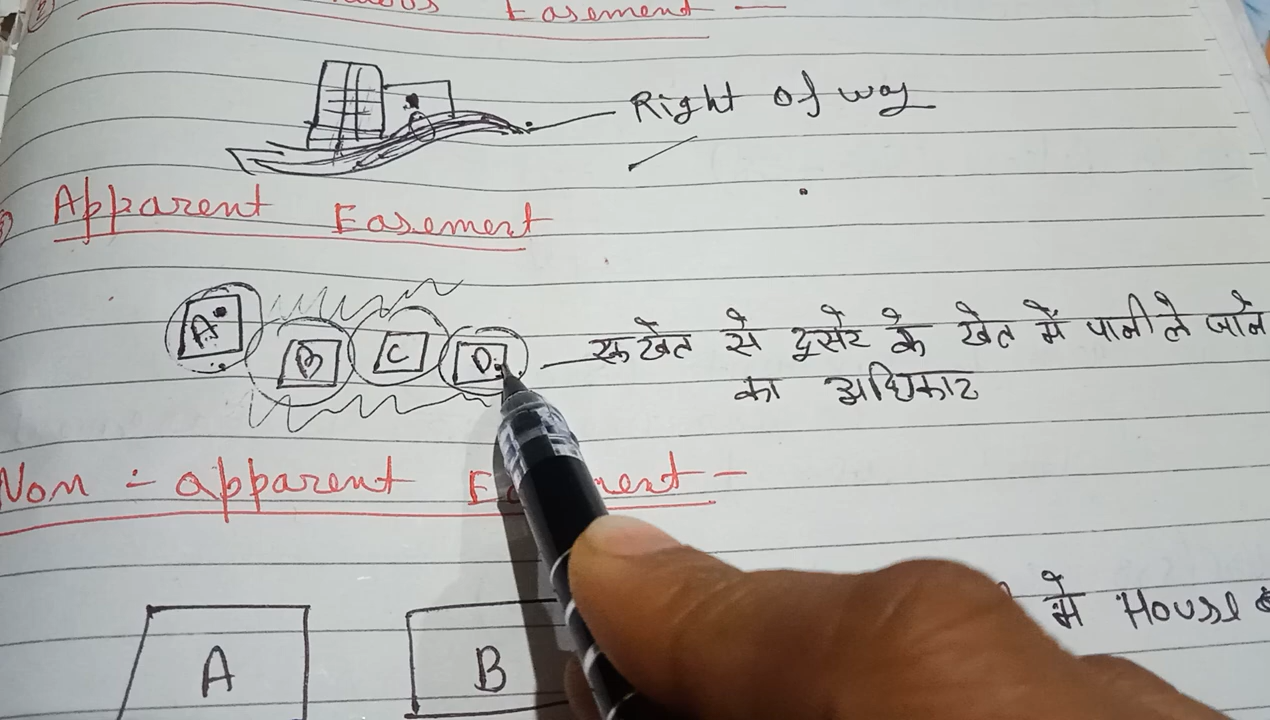 Easement —
Right of way
Apparent Easement
A B C D
एक खेत से दूसरे के खेत में पानी ले जाने
का अधिकार
Non - apparent
में House
A B